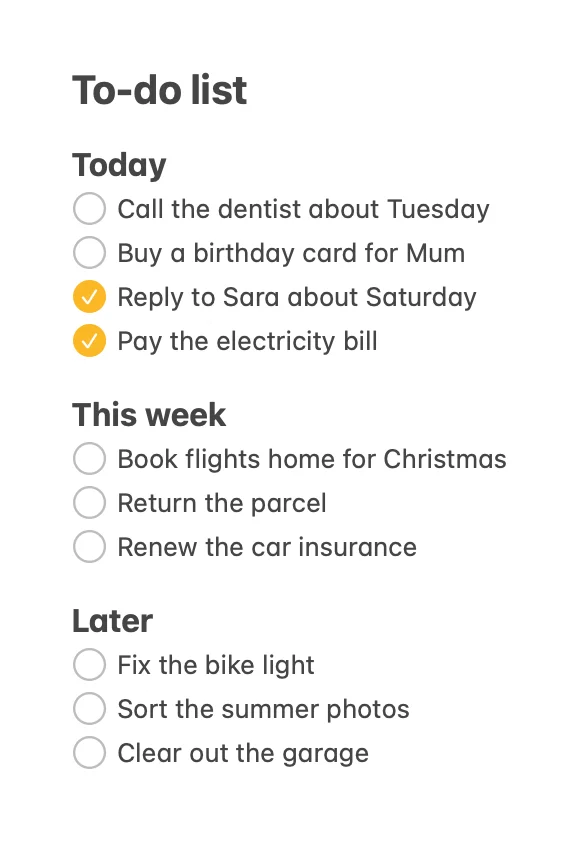 To-do list
Today
Call the dentist about Tuesday
Buy a birthday card for Mum
Reply to Sara about Saturday
Pay the electricity bill
This week
Book flights home for Christmas
Return the parcel
Renew the car insurance
Later
Fix the bike light
Sort the summer photos
Clear out the garage